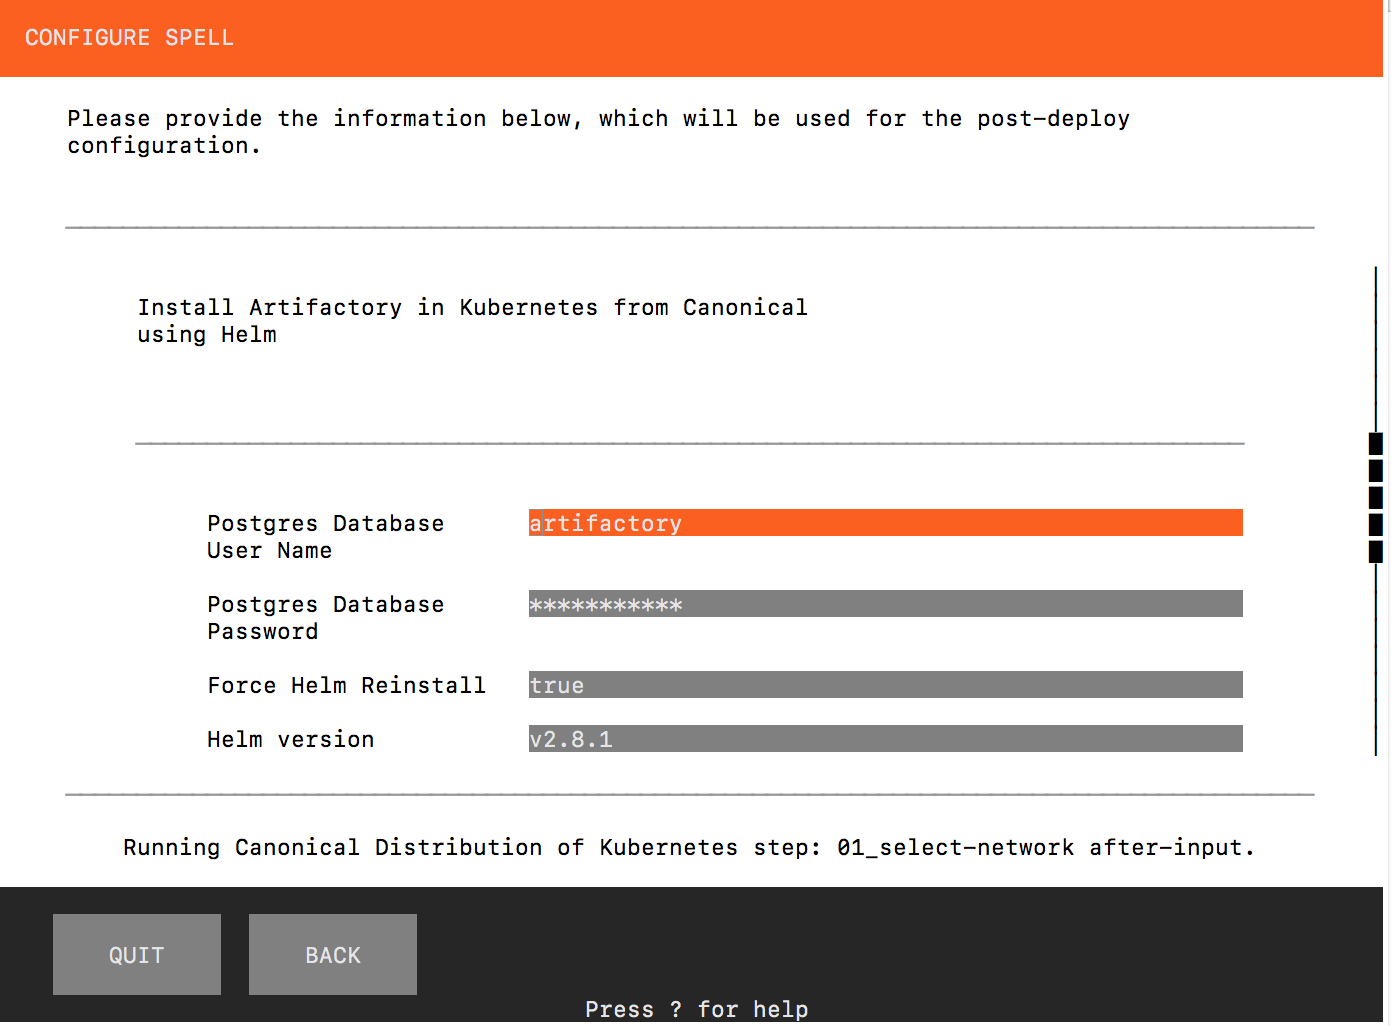 CONFIGURE SPELL
Please provide the information below, which will be used for the post-deploy
configuration.
Install Artifactory in Kubernetes from Canonical
using Helm
Postgres Database artifactory
User Name
Postgres Database ***********
Password
Force Helm Reinstall true
Helm version v2.8.1
Running Canonical Distribution of Kubernetes step: 01_select-network after-input.
QUIT BACK
Press ? for help